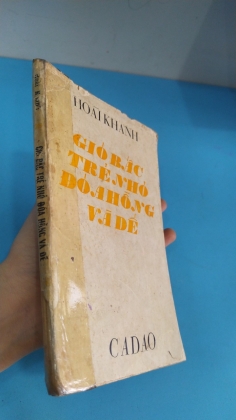 HOÀI KHANH
GIÓ BẤC
TRẺ NHỎ
ĐÓA HỒNG
VÀ DẾ
CA DAO